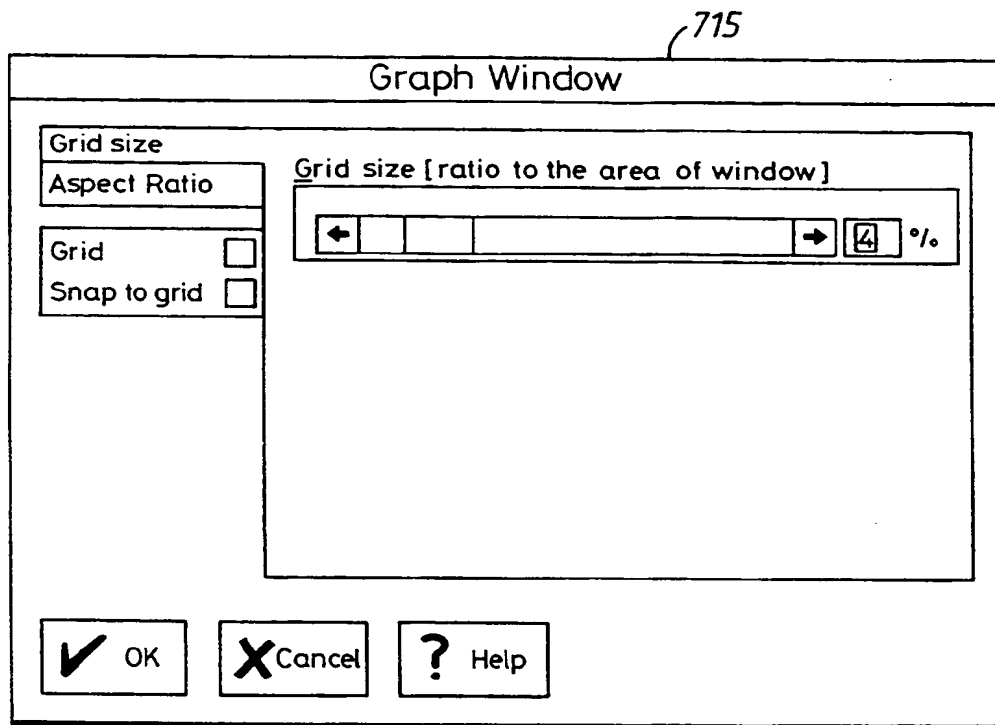 715
Graph Window
Grid size
Aspect Ratio
Grid
Snap to grid
Grid size [ratio to the area of window]
4 %
OK
Cancel
? Help